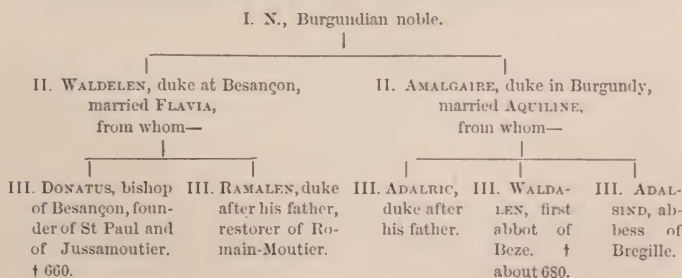 I. N., Burgundian noble.
II. WALDELEN, duke at Besançon,
married FLAVIA,
from whom—
II. AMALGAIRE, duke in Burgundy,
married AQUILINE,
from whom—
III. DONATUS, bishop
of Besançon, foun-
der of St Paul and
of Jussamoutier.
† 660.
III. RAMALEN, duke
after his father,
restorer of Ro-
main-Moutier.
III. ADALRIC,
duke after
his father.
III. WALDA-
LEN, first
abbot of
Beze. †
about 680.
III. ADAL-
SIND, ab-
bess of
Bregille.